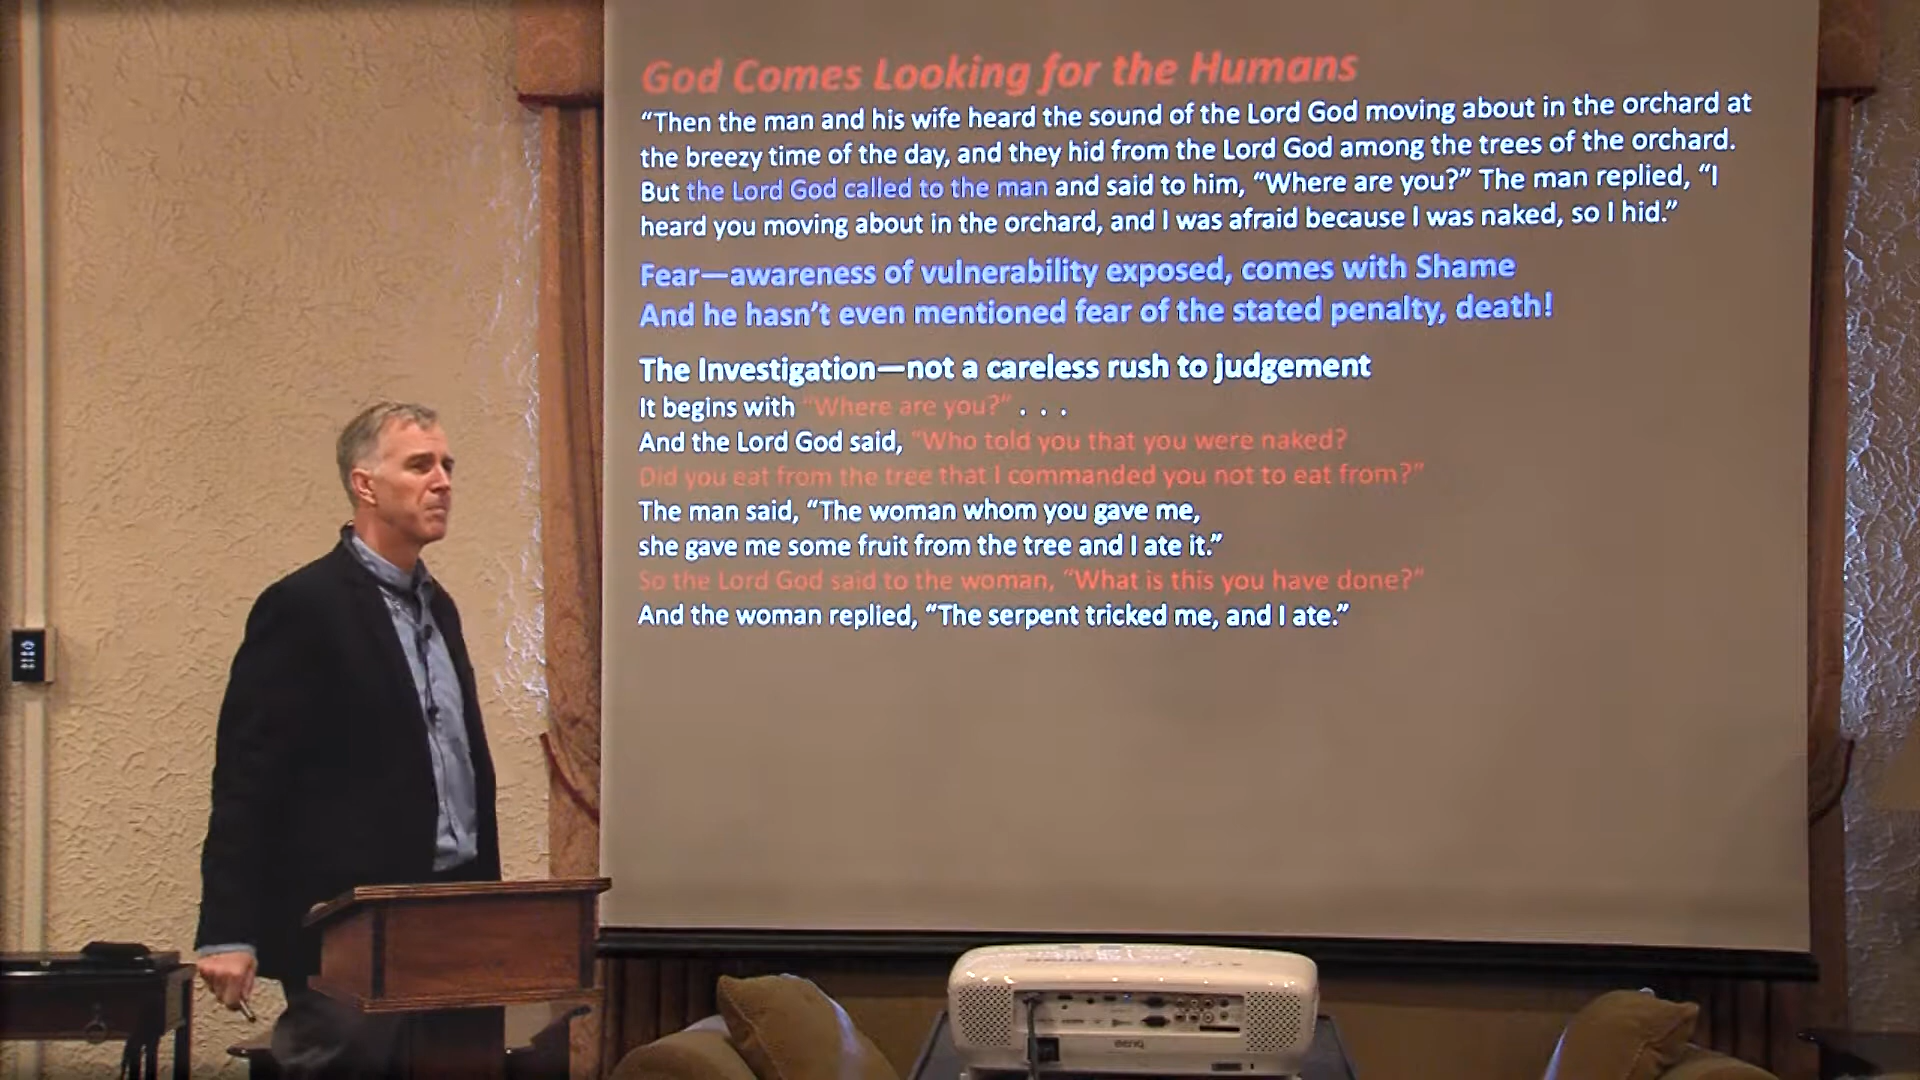 God Comes Looking for the Humans
“Then the man and his wife heard the sound of the Lord God moving about in the orchard at
the breezy time of the day, and they hid from the Lord God among the trees of the orchard.
But the Lord God called to the man and said to him, “Where are you?” The man replied, “I
heard you moving about in the orchard, and I was afraid because I was naked, so I hid.”
Fear—awareness of vulnerability exposed, comes with Shame
And he hasn’t even mentioned fear of the stated penalty, death!
The Investigation—not a careless rush to judgement
It begins with “Where are you?” . . .
And the Lord God said, “Who told you that you were naked?
Did you eat from the tree that I commanded you not to eat from?”
The man said, “The woman whom you gave me,
she gave me some fruit from the tree and I ate it.”
So the Lord God said to the woman, “What is this you have done?”
And the woman replied, “The serpent tricked me, and I ate.”
BenQ